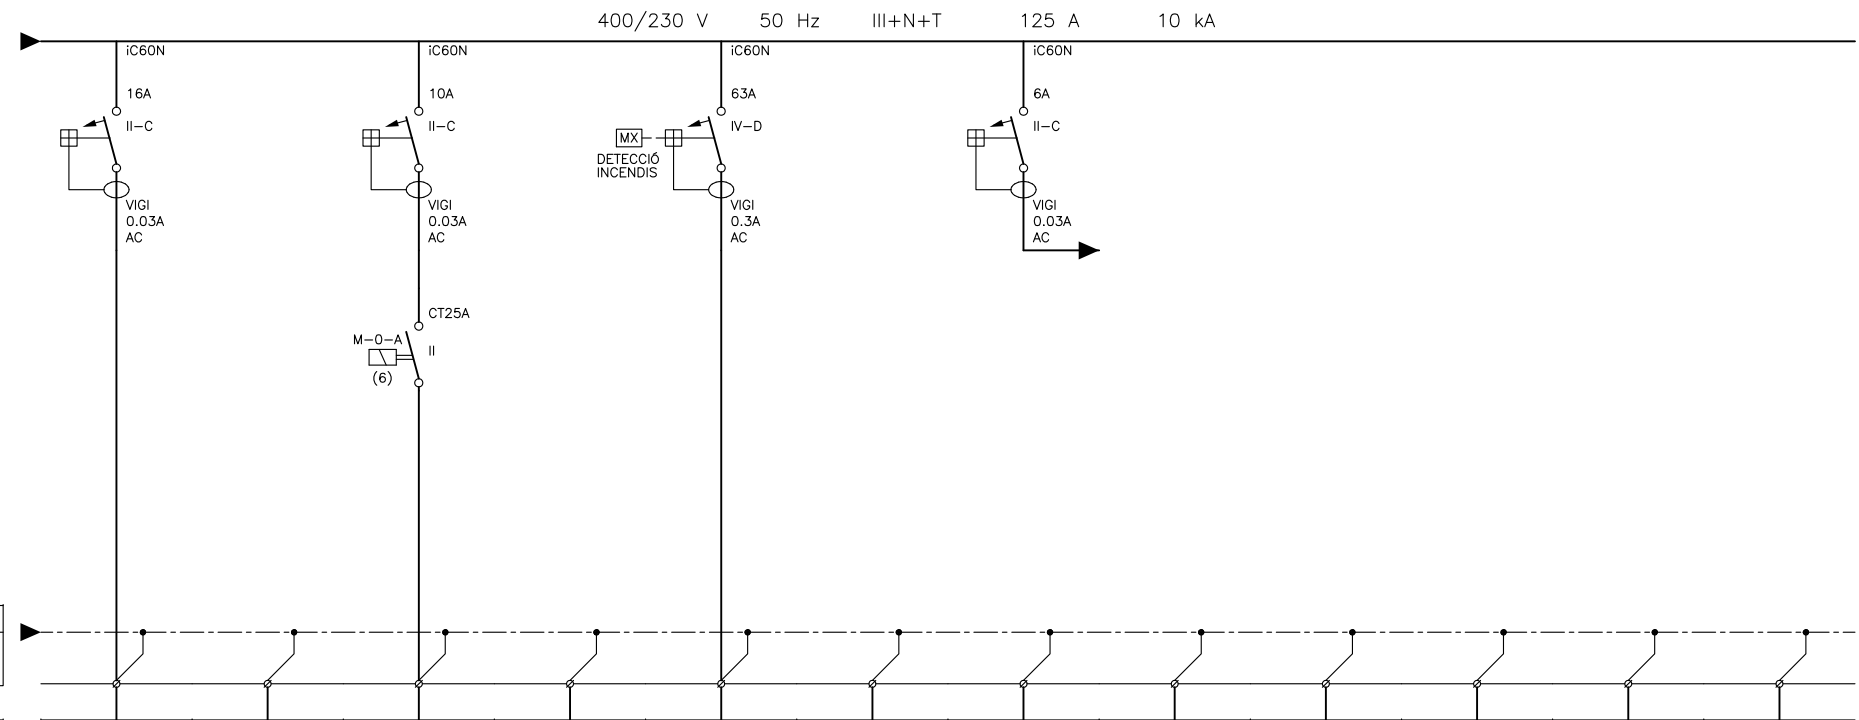 400/230 V 50 Hz III+N+T 125 A 10 kA
iC60N
16A
II-C
VIGI
0.03A
AC
iC60N
10A
II-C
VIGI
0.03A
AC
CT25A
M-O-A
II
(6)
iC60N
63A
IV-D
MX
DETECCIÓ
INCENDIS
VIGI
0.3A
AC
iC60N
6A
II-C
VIGI
0.03A
AC